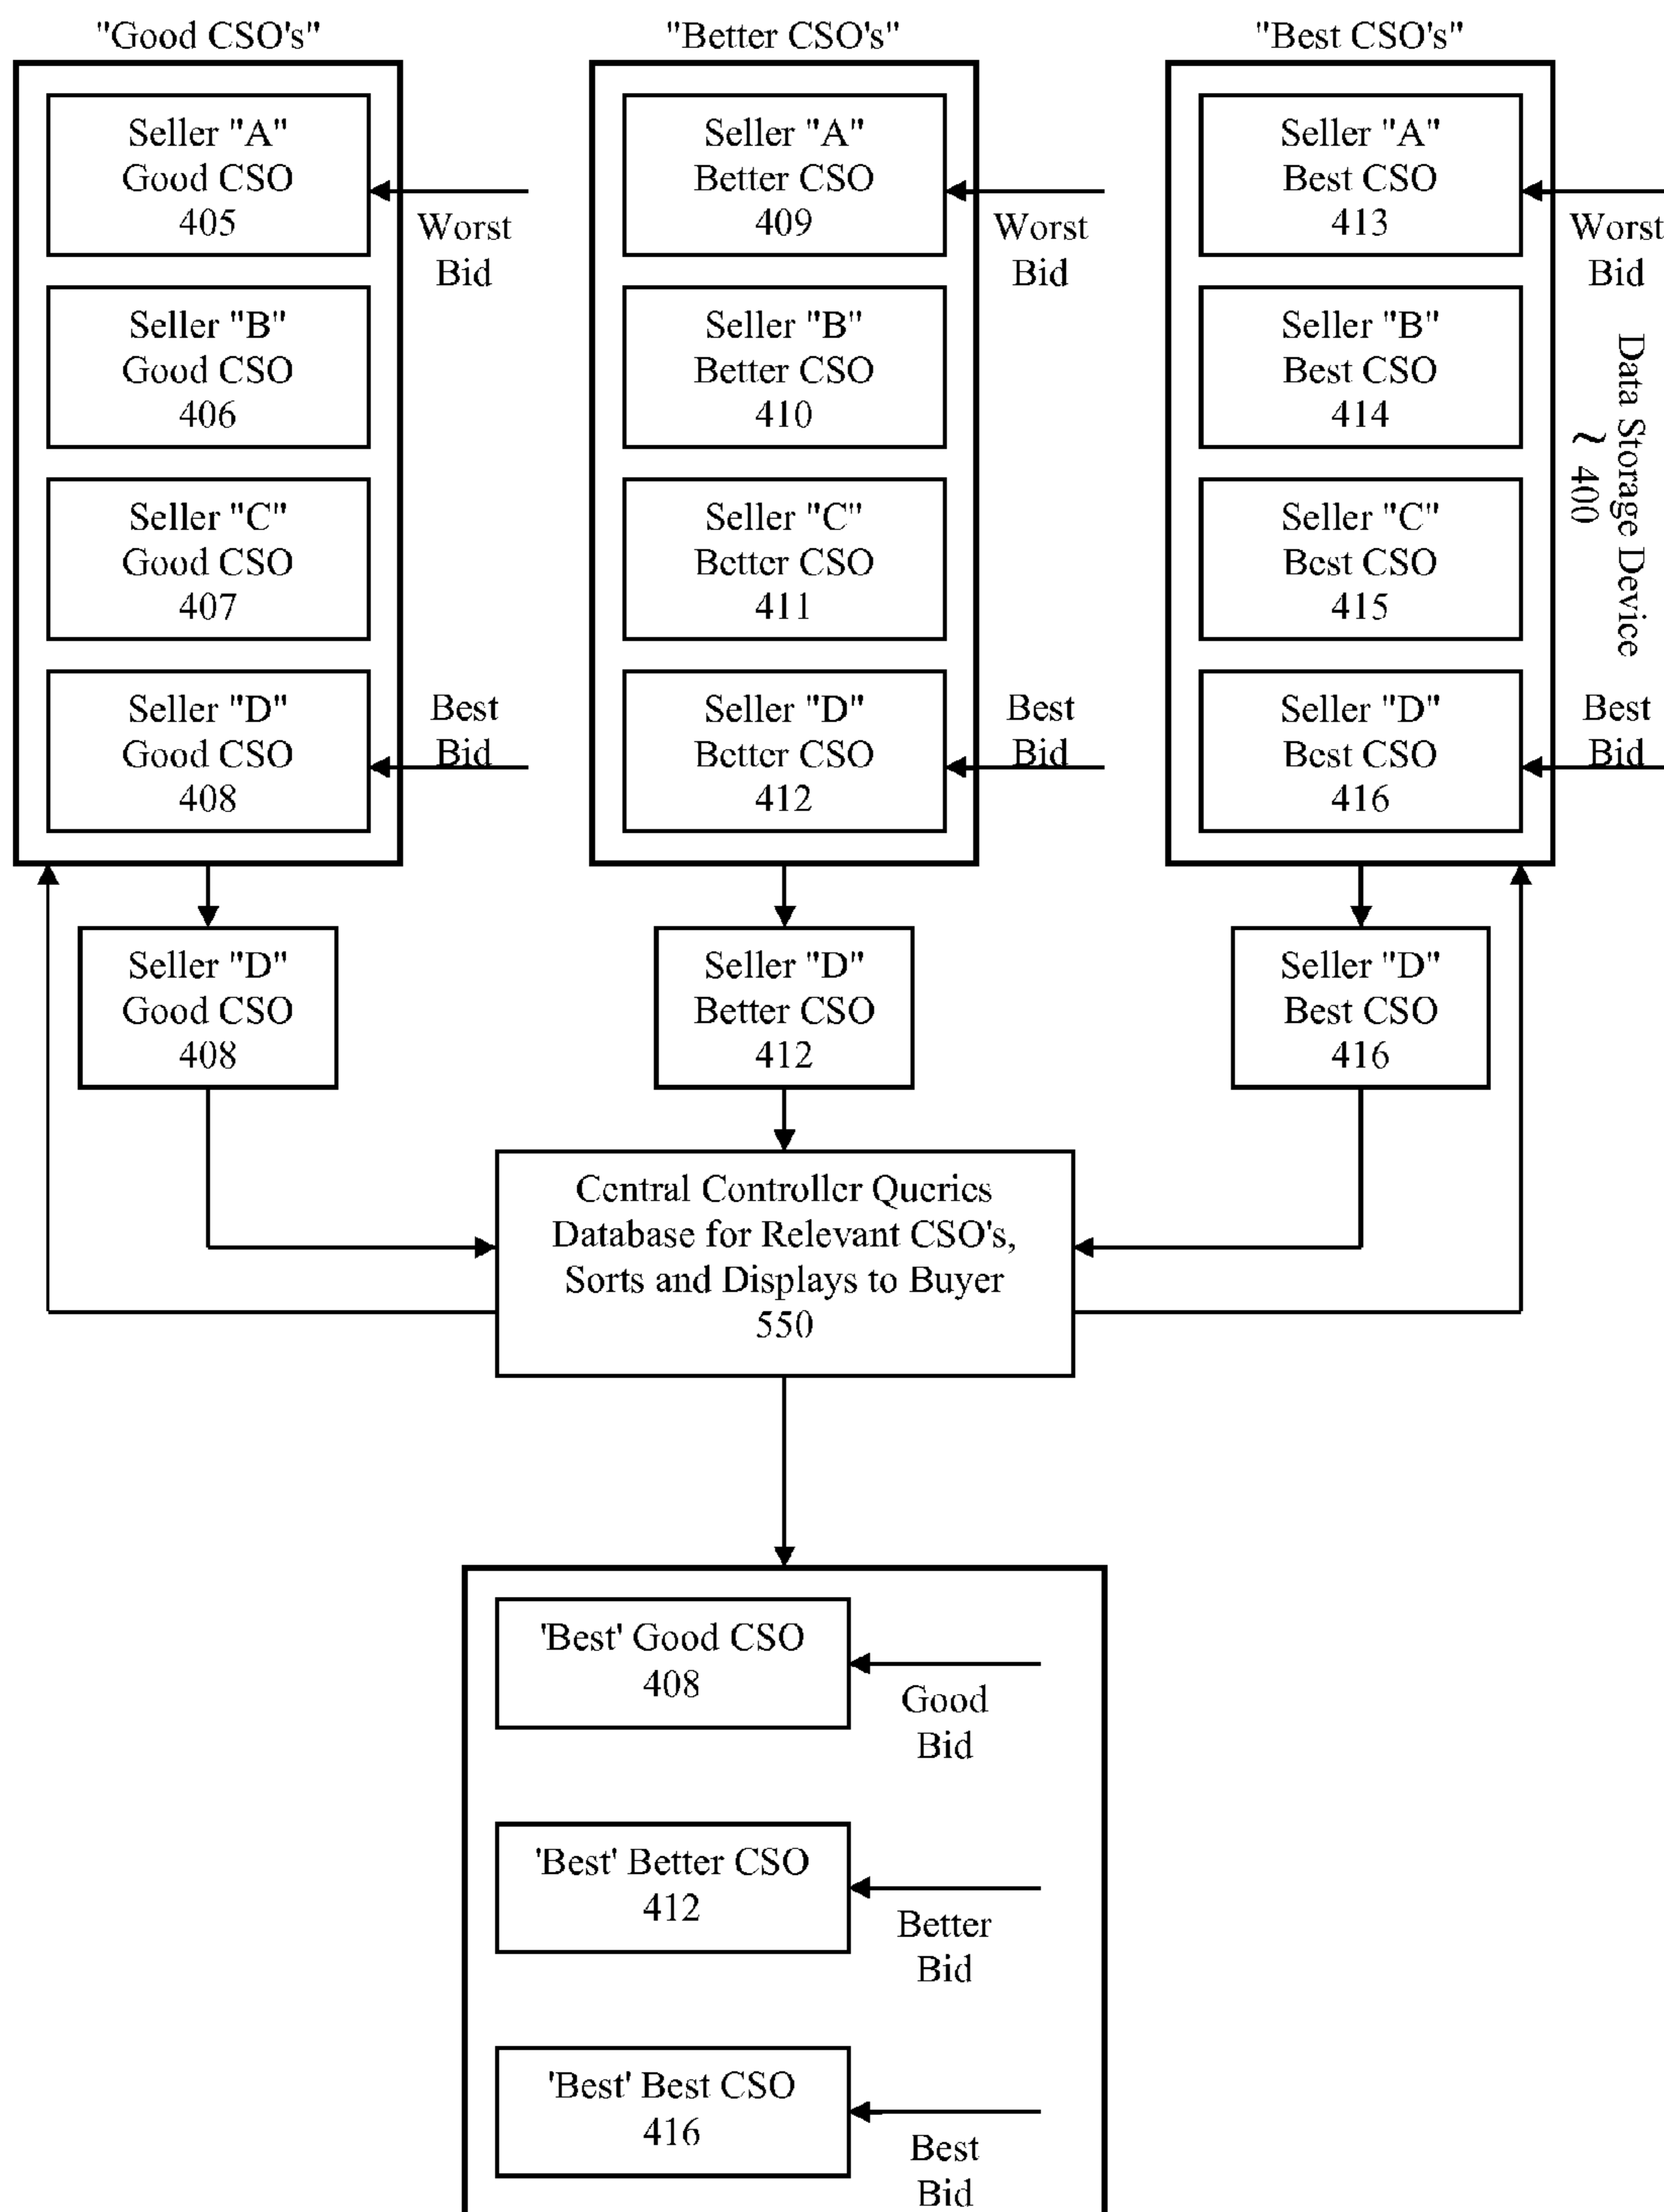 "Good CSO's"
"Better CSO's"
"Best CSO's"
Seller "A"
Good CSO
405
Worst
Bid
Seller "B"
Good CSO
406
Seller "C"
Good CSO
407
Seller "D"
Good CSO
408
Best
Bid
Seller "A"
Better CSO
409
Worst
Bid
Seller "B"
Better CSO
410
Seller "C"
Better CSO
411
Seller "D"
Better CSO
412
Best
Bid
Seller "A"
Best CSO
413
Worst
Bid
Seller "B"
Best CSO
414
Seller "C"
Best CSO
415
Seller "D"
Best CSO
416
Best
Bid
Data Storage Device
~ 400
Seller "D"
Good CSO
408
Seller "D"
Better CSO
412
Seller "D"
Best CSO
416
Central Controller Queries
Database for Relevant CSO's,
Sorts and Displays to Buyer
550
'Best' Good CSO
408
Good
Bid
'Best' Better CSO
412
Better
Bid
'Best' Best CSO
416
Best
Bid